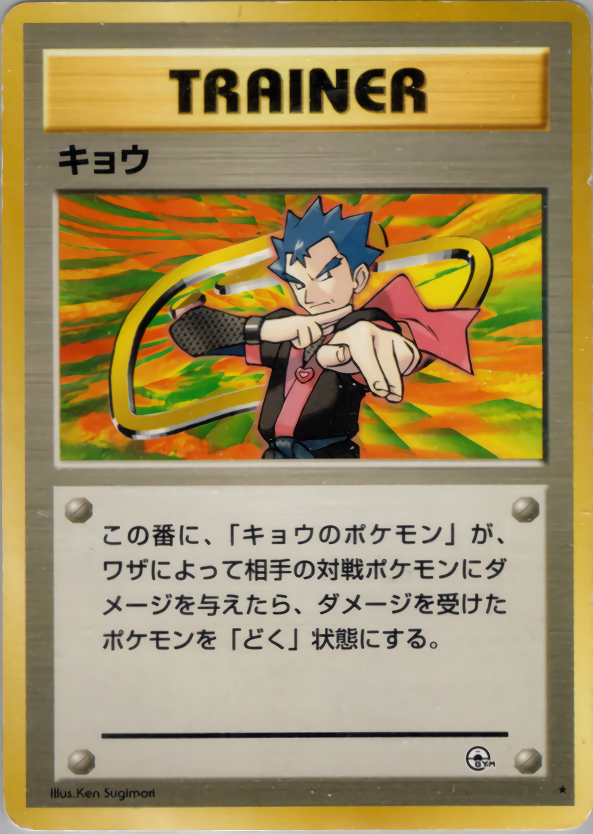 TRAINER
キョウ
この番に、「キョウのポケモン」が、
ワザによって相手の対戦ポケモンにダ
メージを与えたら、ダメージを受けた
ポケモンを「どく」状態にする。
GYM
Illus.Ken Sugimori
★